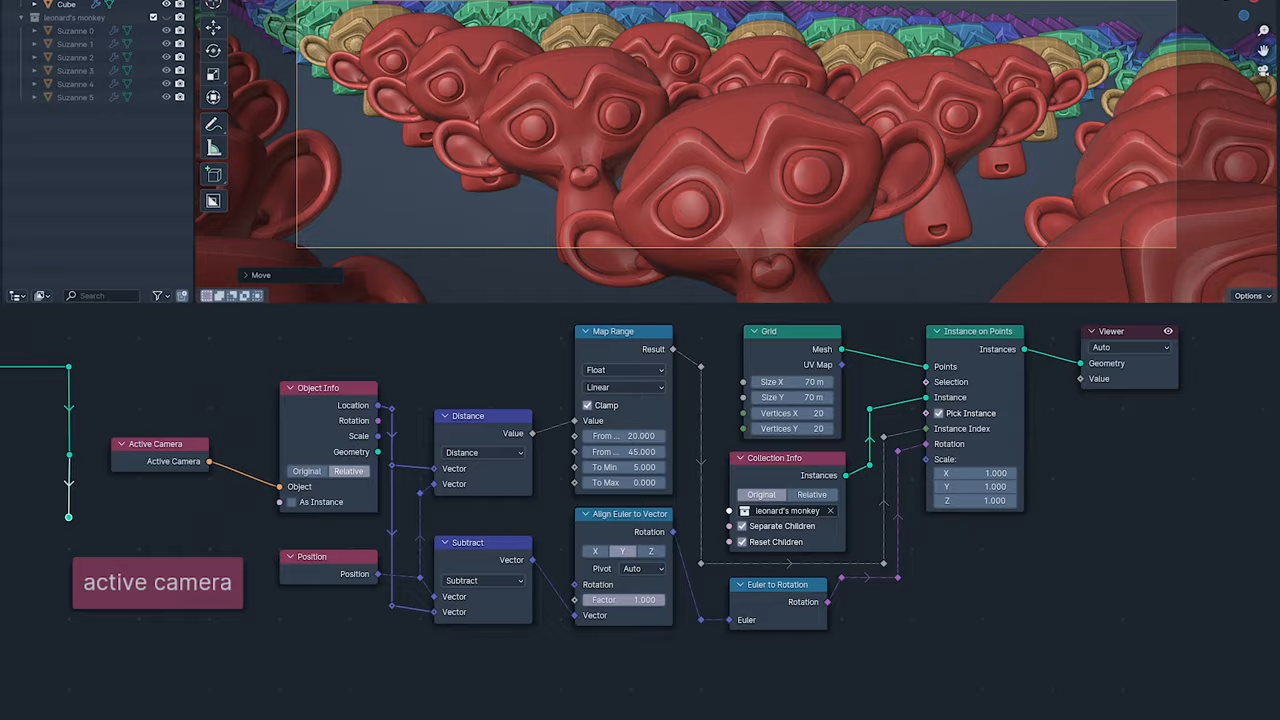 Cube
leonard's monkey
Suzanne 0
Suzanne 1
Suzanne 2
Suzanne 3
Suzanne 4
Suzanne 5
Move
Search
Options
Active Camera
Active Camera
active camera
Object Info
Location
Rotation
Scale
Geometry
Original Relative
Object
As Instance
Position
Position
Distance
Value
Distance
Vector
Vector
Subtract
Vector
Subtract
Vector
Vector
Map Range
Result
Float
Linear
Clamp
Value
From ... 20.000
From ... 45.000
To Min 5.000
To Max 0.000
Align Euler to Vector
Rotation
X Y Z
Pivot Auto
Rotation
Factor 1.000
Vector
Grid
Mesh
UV Map
Size X 70 m
Size Y 70 m
Vertices X 20
Vertices Y 20
Collection Info
Instances
Original Relative
leonard's monkey
Separate Children
Reset Children
Euler to Rotation
Rotation
Euler
Instance on Points
Instances
Points
Selection
Instance
Pick Instance
Instance Index
Rotation
Scale:
X 1.000
Y 1.000
Z 1.000
Viewer
Auto
Geometry
Value